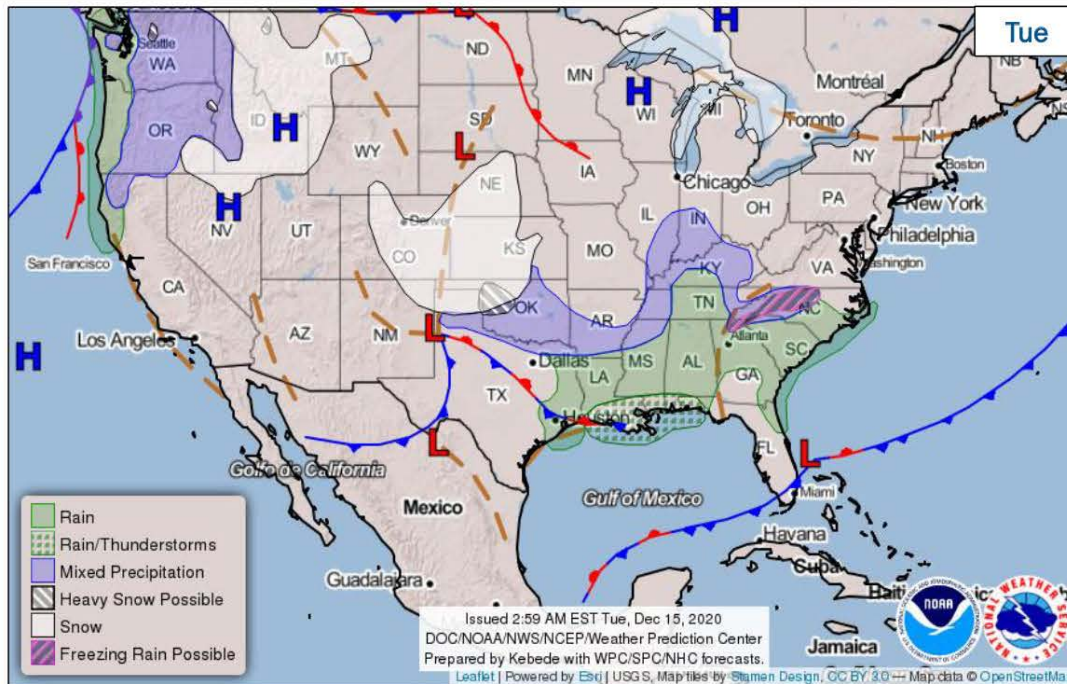 Tue
Seattle
WA
MT
ND
MN
Montréal
NB
OR
ID
H
SD
WI
MI
Toronto
NH
NS
WY
L
IA
NY
Boston
H
NE
Chicago
PA
New York
NV
UT
Denver
CO
KS
IL
IN
OH
Philadelphia
San Francisco
MO
KY
VA
Washington
CA
OK
TN
NC
Los Angeles
AZ
NM
L
AR
Atlanta
SC
H
Dallas
MS
AL
GA
TX
LA
Houston
L
FL
L
Golfo de California
Gulf of Mexico
Miami
Mexico
Havana
Cuba
Guadalajara
Jamaica
H
H
H
L
Rain
Rain/Thunderstorms
Mixed Precipitation
Heavy Snow Possible
Snow
Freezing Rain Possible
Issued 2:59 AM EST Tue, Dec 15, 2020
DOC/NOAA/NWS/NCEP/Weather Prediction Center
Prepared by Kebede with WPC/SPC/NHC forecasts.
NOAA
NATIONAL WEATHER SERVICE
Leaflet | Powered by Esri | USGS, Map tiles by Stamen Design, CC BY 3.0 — Map data © OpenStreetMa